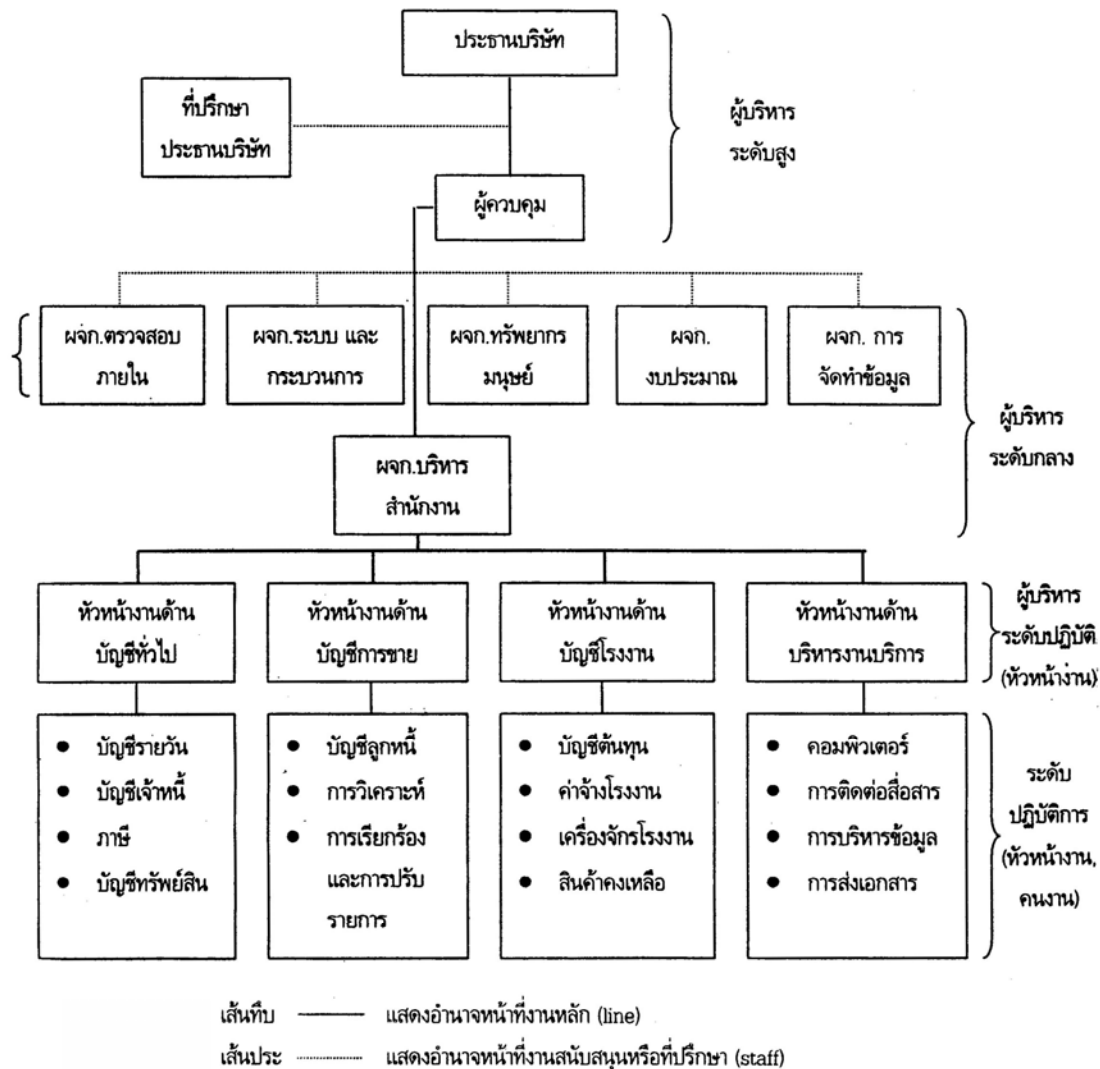 ประธานบริษัท
ที่ปรึกษา
ประธานบริษัท
ผู้บริหาร
ระดับสูง
ผู้ควบคุม
ผจก.ตรวจสอบ
ภายใน
ผจก.ระบบ และ
กระบวนการ
ผจก.ทรัพยากร
มนุษย์
ผจก.
งบประมาณ
ผจก. การ
จัดทำข้อมูล
ผู้บริหาร
ระดับกลาง
ผจก.บริหาร
สำนักงาน
หัวหน้างานด้าน
บัญชีทั่วไป
หัวหน้างานด้าน
บัญชีการขาย
หัวหน้างานด้าน
บัญชีโรงงาน
หัวหน้างานด้าน
บริหารงานบริการ
ผู้บริหาร
ระดับปฏิบัติ
(หัวหน้างาน)
● บัญชีรายวัน
● บัญชีเจ้าหนี้
● ภาษี
● บัญชีทรัพย์สิน
● บัญชีลูกหนี้
● การวิเคราะห์
● การเรียกร้อง
และการปรับ
รายการ
● บัญชีต้นทุน
● ค่าจ้างโรงงาน
● เครื่องจักรโรงงาน
● สินค้าคงเหลือ
● คอมพิวเตอร์
● การติดต่อสื่อสาร
● การบริหารข้อมูล
● การส่งเอกสาร
ระดับ
ปฏิบัติการ
(หัวหน้างาน,
คนงาน)
เส้นทึบ แสดงอำนาจหน้าที่งานหลัก (line)
เส้นประ แสดงอำนาจหน้าที่งานสนับสนุนหรือที่ปรึกษา (staff)